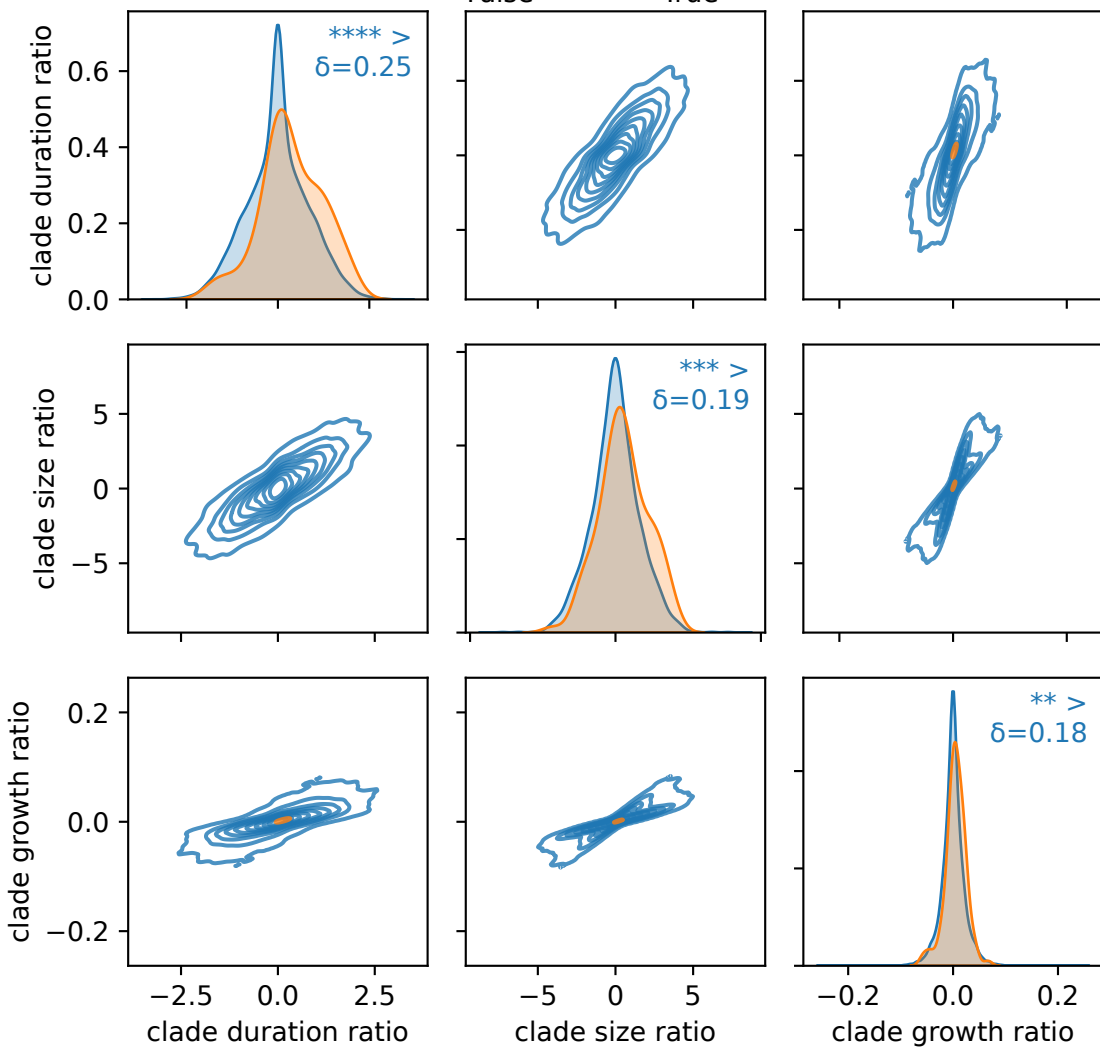 True
clade duration ratio
0.6
0.4
0.2
0.0
**** >
δ=0.25
clade size ratio
5
0
−5
*** >
δ=0.19
clade growth ratio
0.2
0.0
−0.2
** >
δ=0.18
−2.5 0.0 2.5
−5 0 5
−0.2 0.0 0.2
clade duration ratio
clade size ratio
clade growth ratio